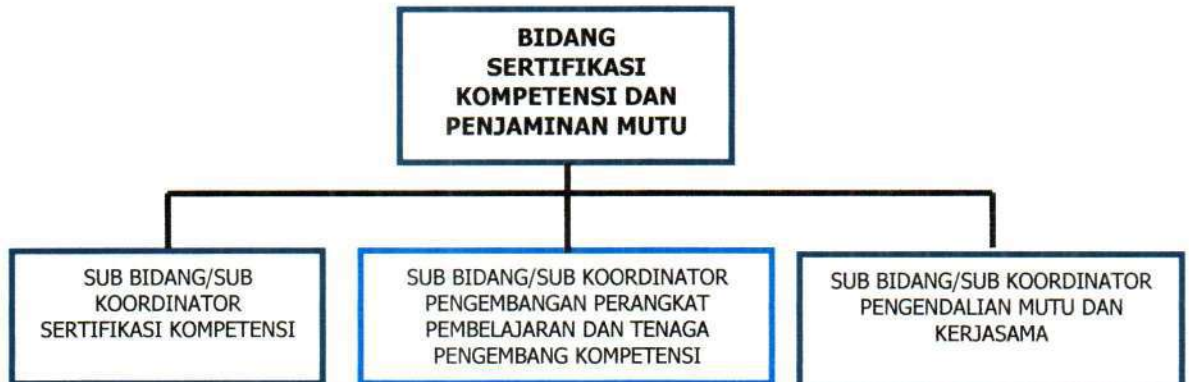 BIDANG
SERTIFIKASI
KOMPETENSI DAN
PENJAMINAN MUTU
SUB BIDANG/SUB
KOORDINATOR
SERTIFIKASI KOMPETENSI
SUB BIDANG/SUB KOORDINATOR
PENGEMBANGAN PERANGKAT
PEMBELAJARAN DAN TENAGA
PENGEMBANG KOMPETENSI
SUB BIDANG/SUB KOORDINATOR
PENGENDALIAN MUTU DAN
KERJASAMA